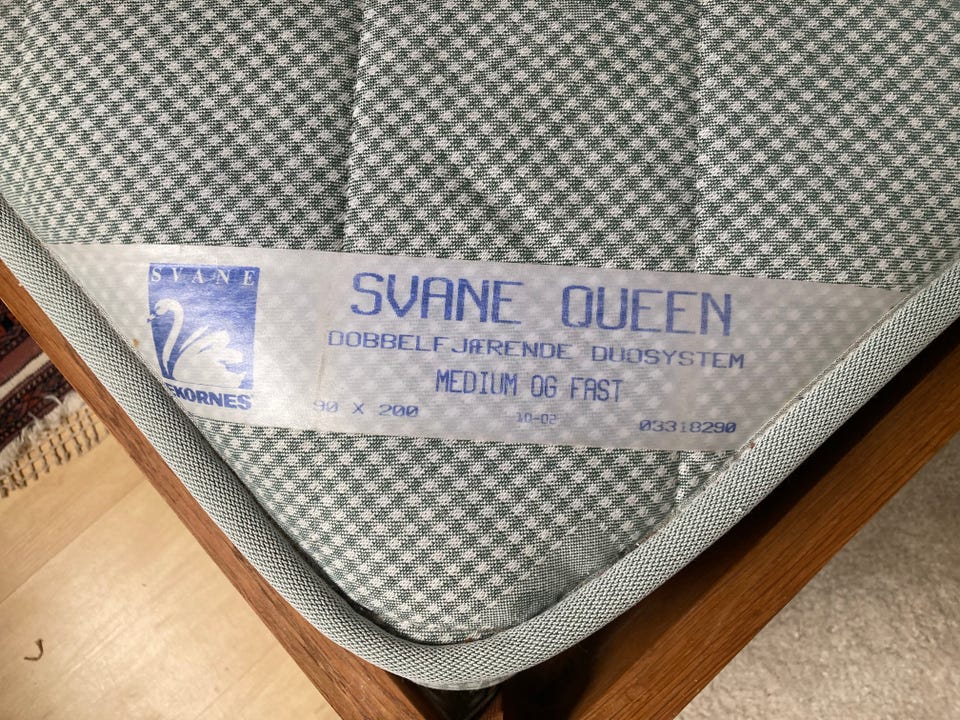 SVANE
EKORNES
SVANE QUEEN
DOBBELFJÆRENDE DUOSYSTEM
MEDIUM OG FAST
90 X 200 10-02 03318290